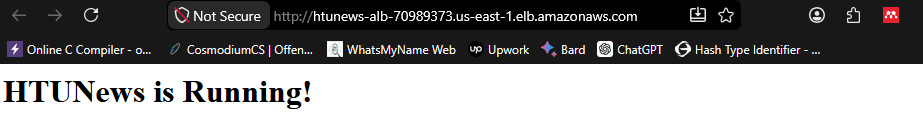 Not Secure http://htunews-alb-70989373.us-east-1.elb.amazonaws.com
Online C Compiler - o... CosmodiumCS | Offen... WhatsMyName Web up Upwork Bard ChatGPT Hash Type Identifier - ...
HTUNews is Running!